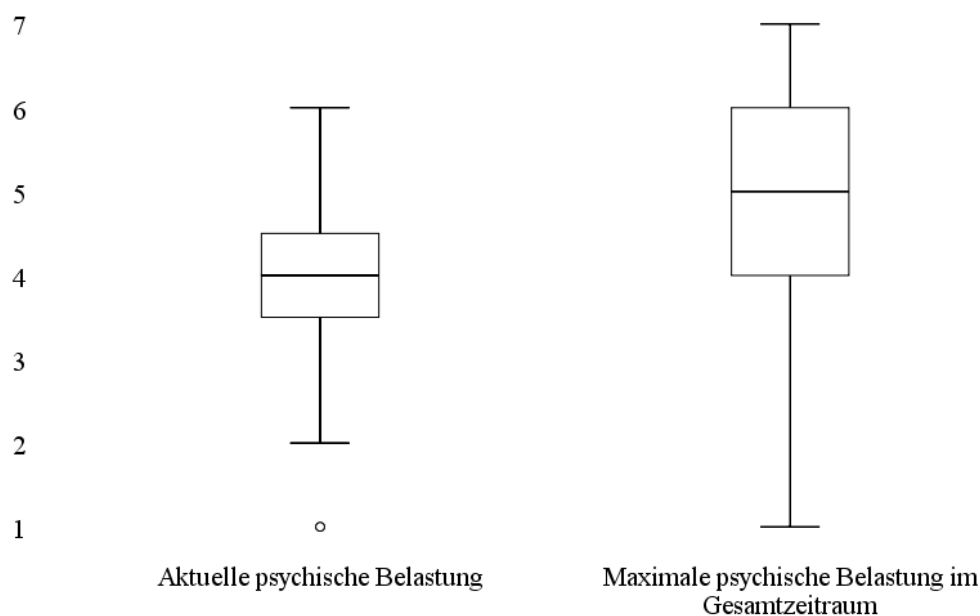 7
6
5
4
3
2
1
Aktuelle psychische Belastung
Maximale psychische Belastung im
Gesamtzeitraum